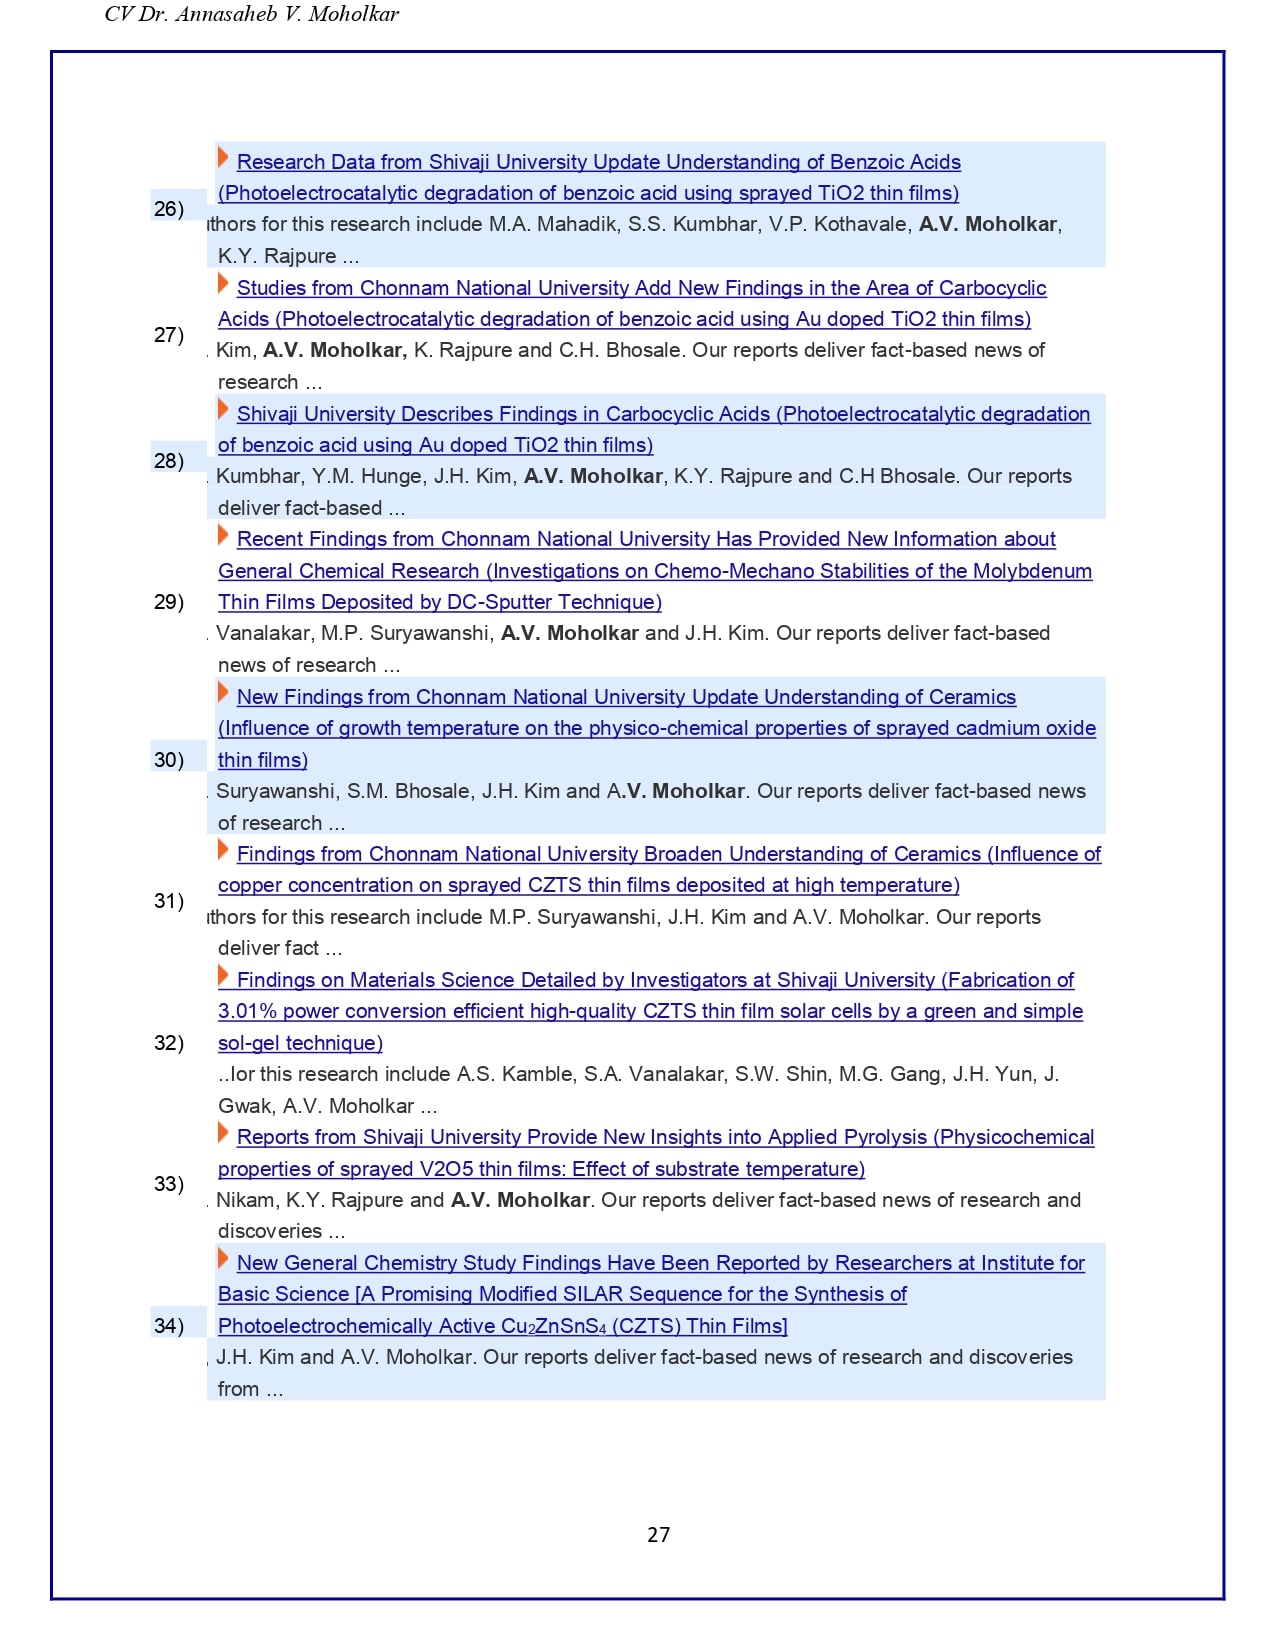 CV Dr. Annasaheb V. Moholkar
Research Data from Shivaji University Update Understanding of Benzoic Acids
(Photoelectrocatalytic degradation of benzoic acid using sprayed TiO2 thin films)
26)
thors for this research include M.A. Mahadik, S.S. Kumbhar, V.P. Kothavale, A.V. Moholkar,
K.Y. Rajpure ...
Studies from Chonnam National University Add New Findings in the Area of Carbocyclic
Acids (Photoelectrocatalytic degradation of benzoic acid using Au doped TiO2 thin films)
27)
. Kim, A.V. Moholkar, K. Rajpure and C.H. Bhosale. Our reports deliver fact-based news of
research ...
Shivaji University Describes Findings in Carbocyclic Acids (Photoelectrocatalytic degradation
of benzoic acid using Au doped TiO2 thin films)
28)
. Kumbhar, Y.M. Hunge, J.H. Kim, A.V. Moholkar, K.Y. Rajpure and C.H Bhosale. Our reports
deliver fact-based ...
Recent Findings from Chonnam National University Has Provided New Information about
General Chemical Research (Investigations on Chemo-Mechano Stabilities of the Molybdenum
29) Thin Films Deposited by DC-Sputter Technique)
. Vanalakar, M.P. Suryawanshi, A.V. Moholkar and J.H. Kim. Our reports deliver fact-based
news of research ...
New Findings from Chonnam National University Update Understanding of Ceramics
(Influence of growth temperature on the physico-chemical properties of sprayed cadmium oxide
30) thin films)
. Suryawanshi, S.M. Bhosale, J.H. Kim and A.V. Moholkar. Our reports deliver fact-based news
of research ...
Findings from Chonnam National University Broaden Understanding of Ceramics (Influence of
copper concentration on sprayed CZTS thin films deposited at high temperature)
31)
thors for this research include M.P. Suryawanshi, J.H. Kim and A.V. Moholkar. Our reports
deliver fact ...
Findings on Materials Science Detailed by Investigators at Shivaji University (Fabrication of
3.01% power conversion efficient high-quality CZTS thin film solar cells by a green and simple
32) sol-gel technique)
..Ior this research include A.S. Kamble, S.A. Vanalakar, S.W. Shin, M.G. Gang, J.H. Yun, J.
Gwak, A.V. Moholkar ...
Reports from Shivaji University Provide New Insights into Applied Pyrolysis (Physicochemical
properties of sprayed V2O5 thin films: Effect of substrate temperature)
33)
. Nikam, K.Y. Rajpure and A.V. Moholkar. Our reports deliver fact-based news of research and
discoveries ...
New General Chemistry Study Findings Have Been Reported by Researchers at Institute for
Basic Science [A Promising Modified SILAR Sequence for the Synthesis of
34) Photoelectrochemically Active Cu₂ZnSnS₄ (CZTS) Thin Films]
, J.H. Kim and A.V. Moholkar. Our reports deliver fact-based news of research and discoveries
from ...
27